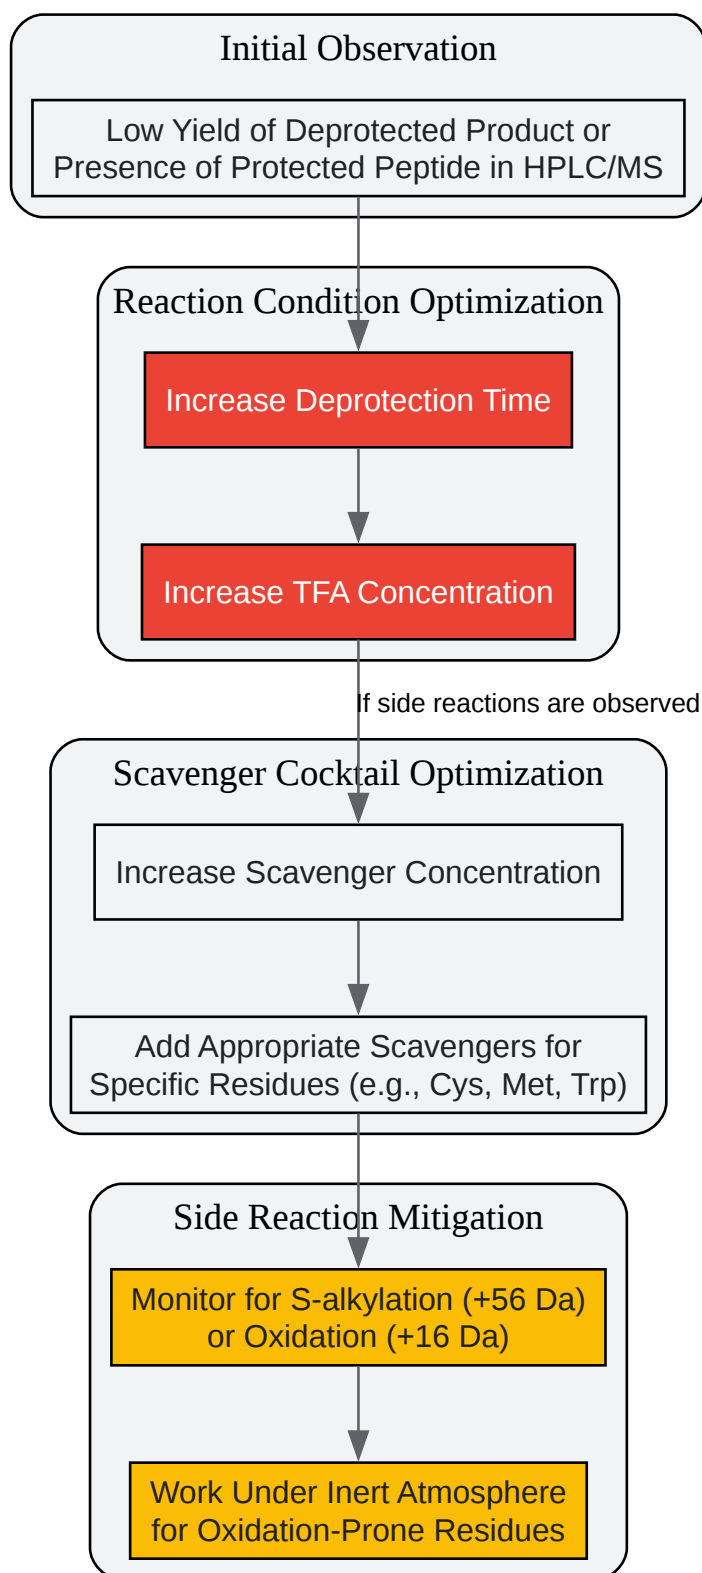 Initial Observation
Low Yield of Deprotected Product or
Presence of Protected Peptide in HPLC/MS
Reaction Condition Optimization
Increase Deprotection Time
Increase TFA Concentration
If side reactions are observed
Scavenger Cocktail Optimization
Increase Scavenger Concentration
Add Appropriate Scavengers for
Specific Residues (e.g., Cys, Met, Trp)
Side Reaction Mitigation
Monitor for S-alkylation (+56 Da)
or Oxidation (+16 Da)
Work Under Inert Atmosphere
for Oxidation-Prone Residues